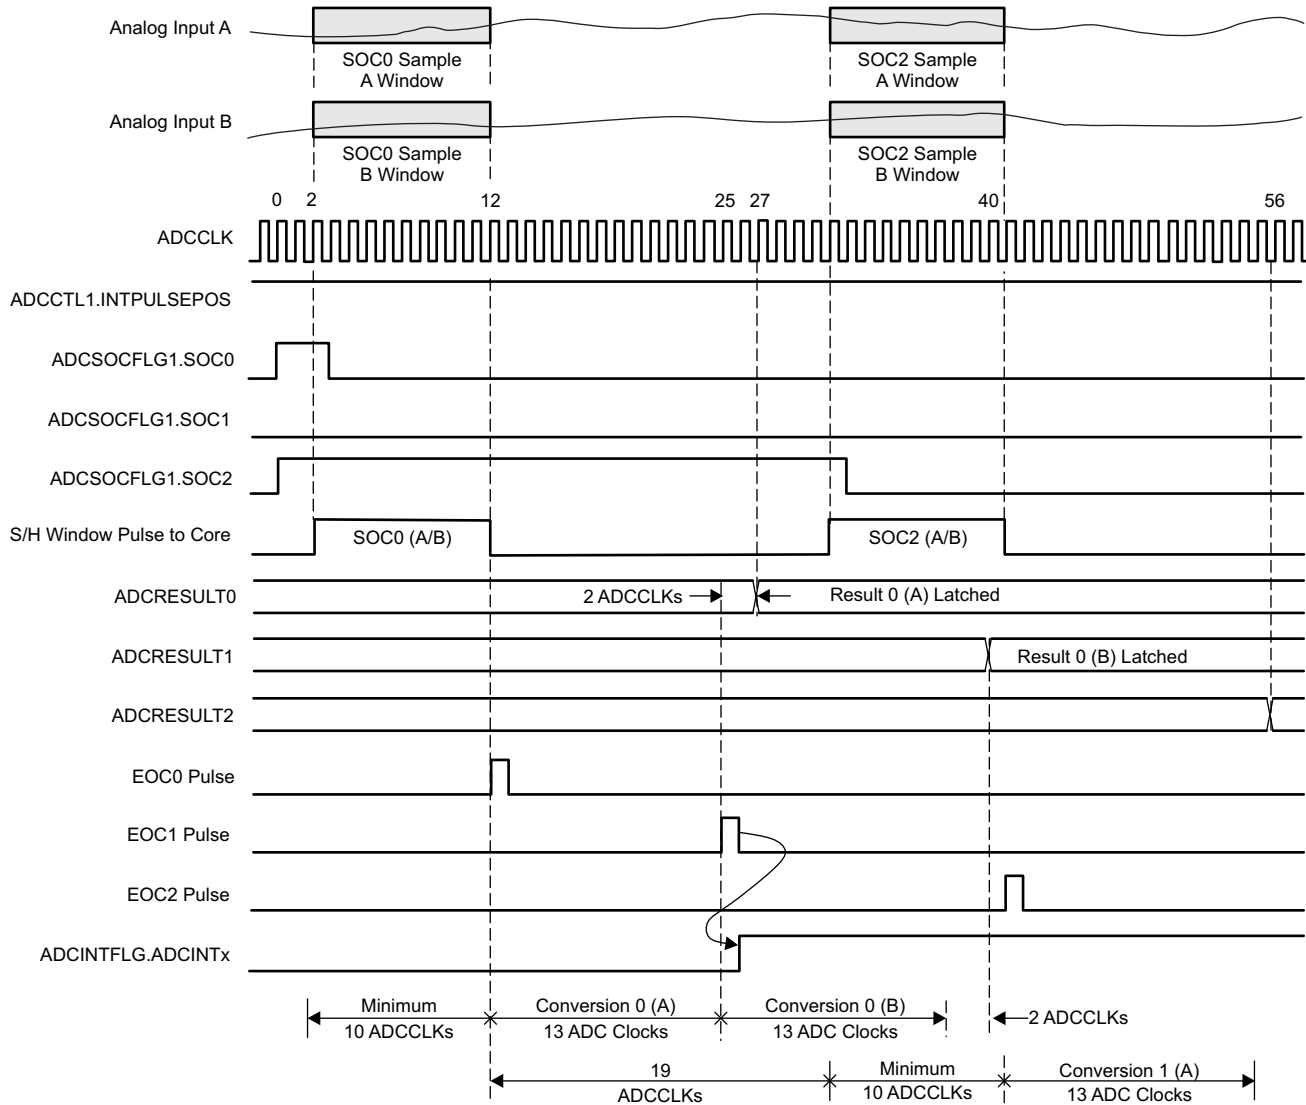 Analog Input A
SOC0 Sample
A Window
SOC2 Sample
A Window
Analog Input B
SOC0 Sample
B Window
SOC2 Sample
B Window
0 2 12 25 27 40 56
ADCCLK
ADCCTL1.INTPULSEPOS
ADCSOCFLG1.SOC0
ADCSOCFLG1.SOC1
ADCSOCFLG1.SOC2
S/H Window Pulse to Core
SOC0 (A/B)
SOC2 (A/B)
ADCRESULT0
2 ADCCLKs
Result 0 (A) Latched
ADCRESULT1
Result 0 (B) Latched
ADCRESULT2
EOC0 Pulse
EOC1 Pulse
EOC2 Pulse
ADCINTFLG.ADCINTx
Minimum
10 ADCCLKs
Conversion 0 (A)
13 ADC Clocks
Conversion 0 (B)
13 ADC Clocks
2 ADCCLKs
19
ADCCLKs
Minimum
10 ADCCLKs
Conversion 1 (A)
13 ADC Clocks